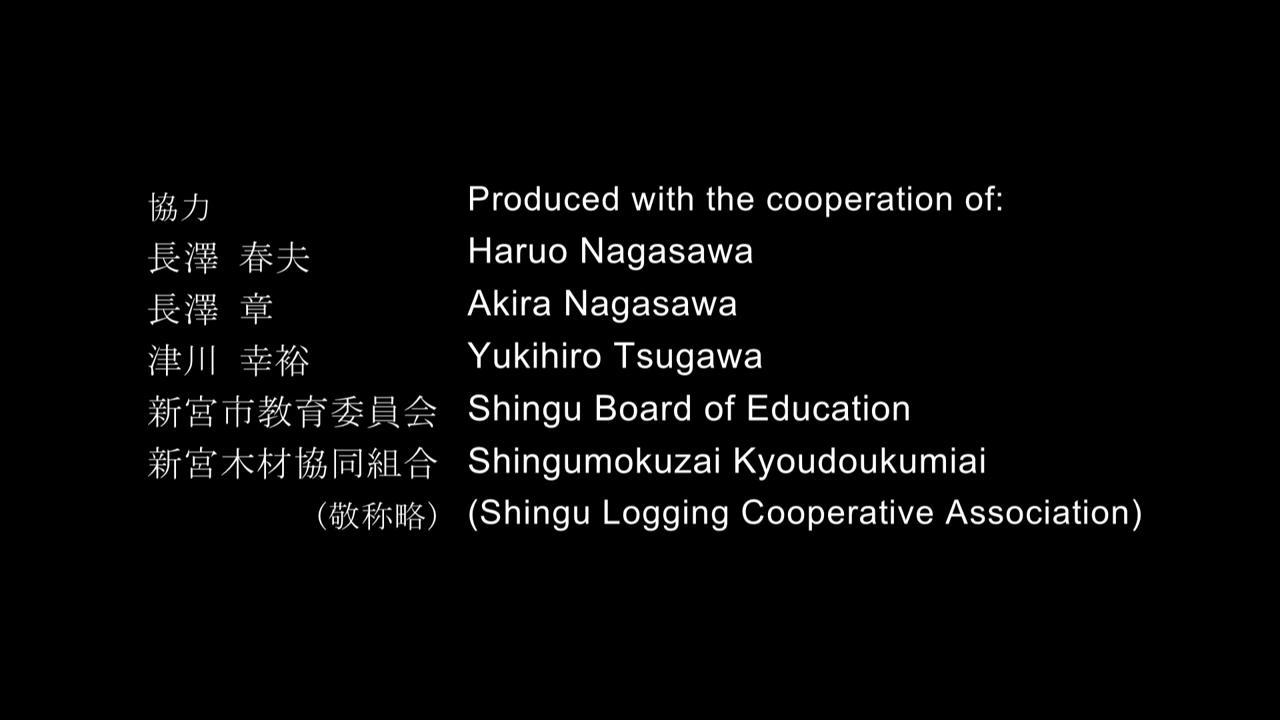 協力 Produced with the cooperation of:
長澤 春夫 Haruo Nagasawa
長澤 章 Akira Nagasawa
津川 幸裕 Yukihiro Tsugawa
新宮市教育委員会 Shingu Board of Education
新宮木材協同組合 Shingumokuzai Kyoudoukumiai
（敬称略） (Shingu Logging Cooperative Association)